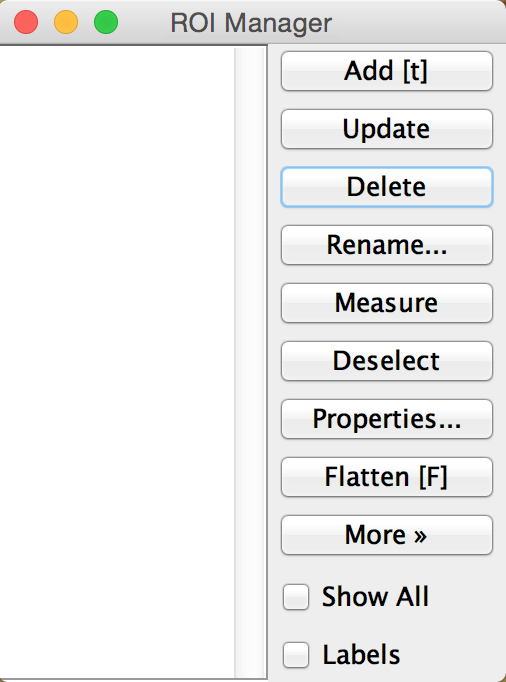 ROI Manager
Add [t]
Update
Delete
Rename...
Measure
Deselect
Properties...
Flatten [F]
More »
Show All
Labels